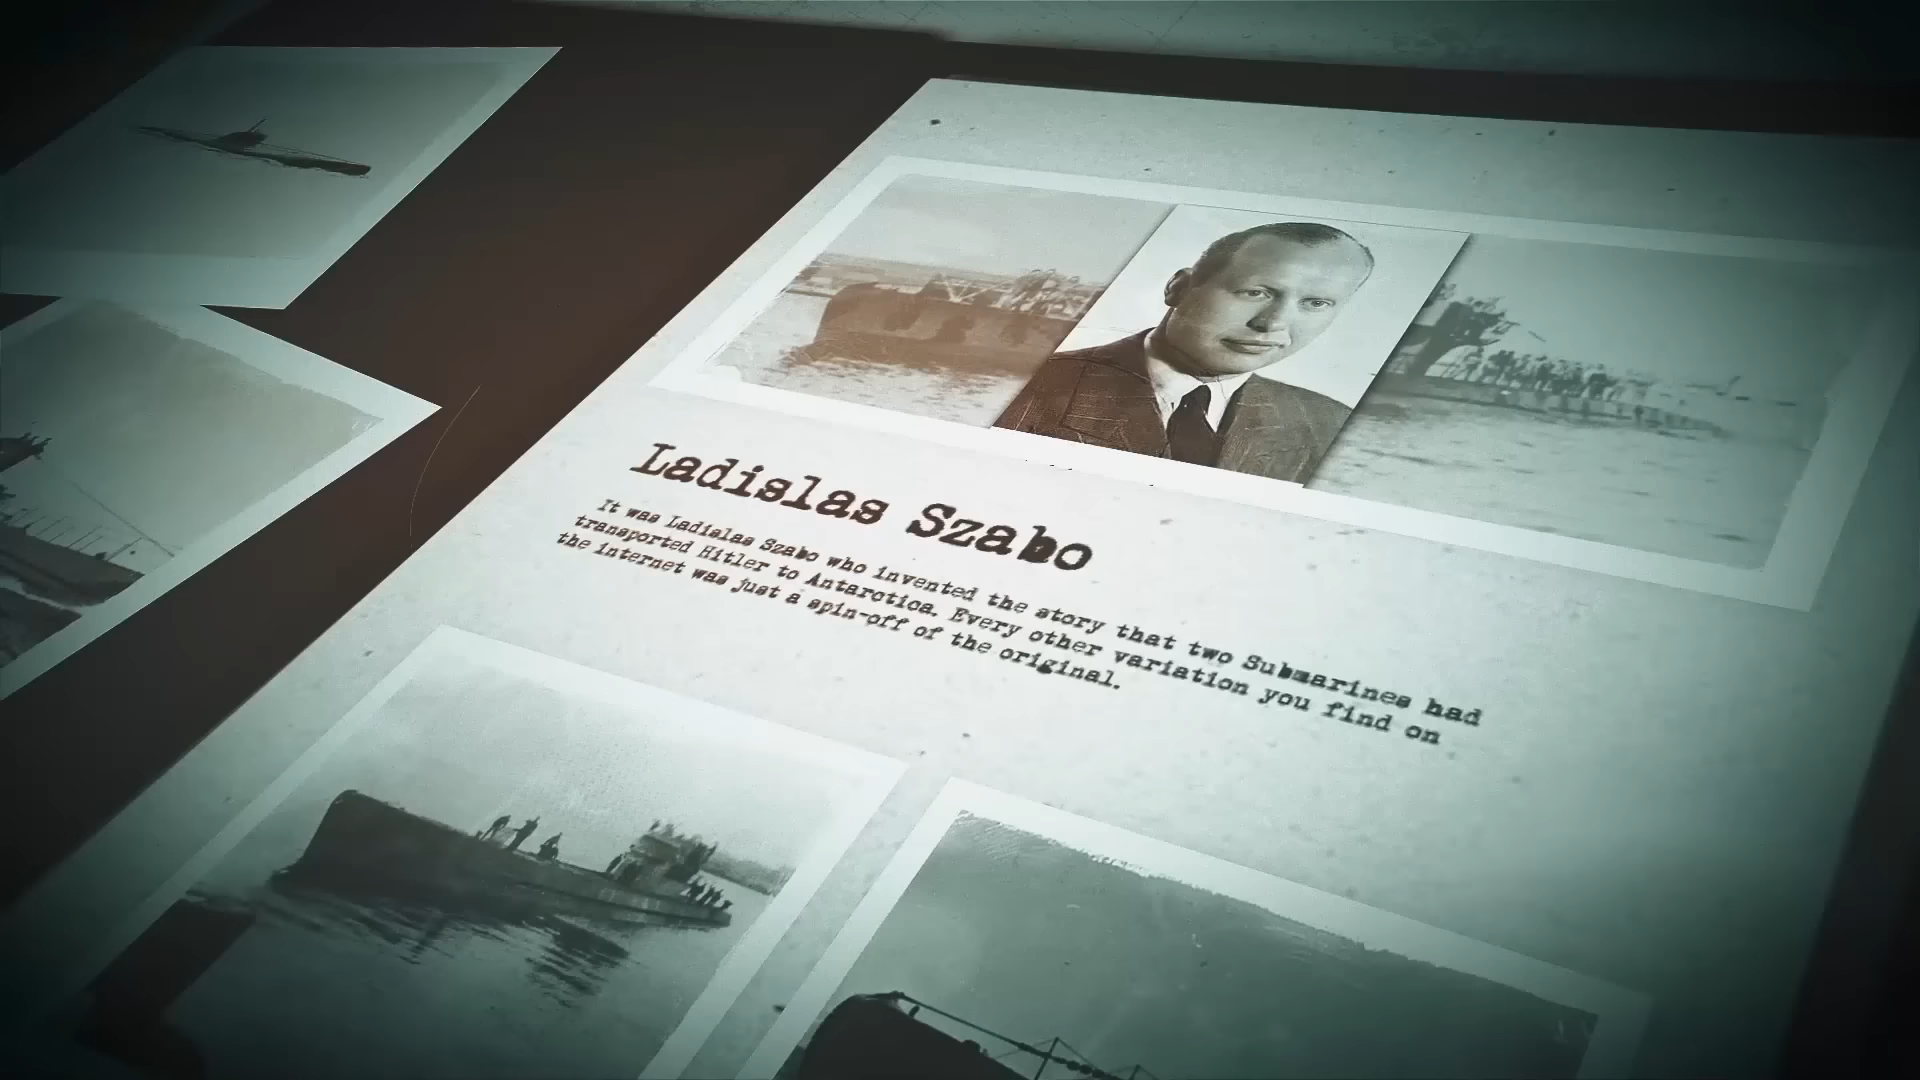 Ladislas Szabo
It was Ladislas Szabo who invented the story that two Submarines had
transported Hitler to Antarctica. Every other variation you find on
the internet was just a spin-off of the original.